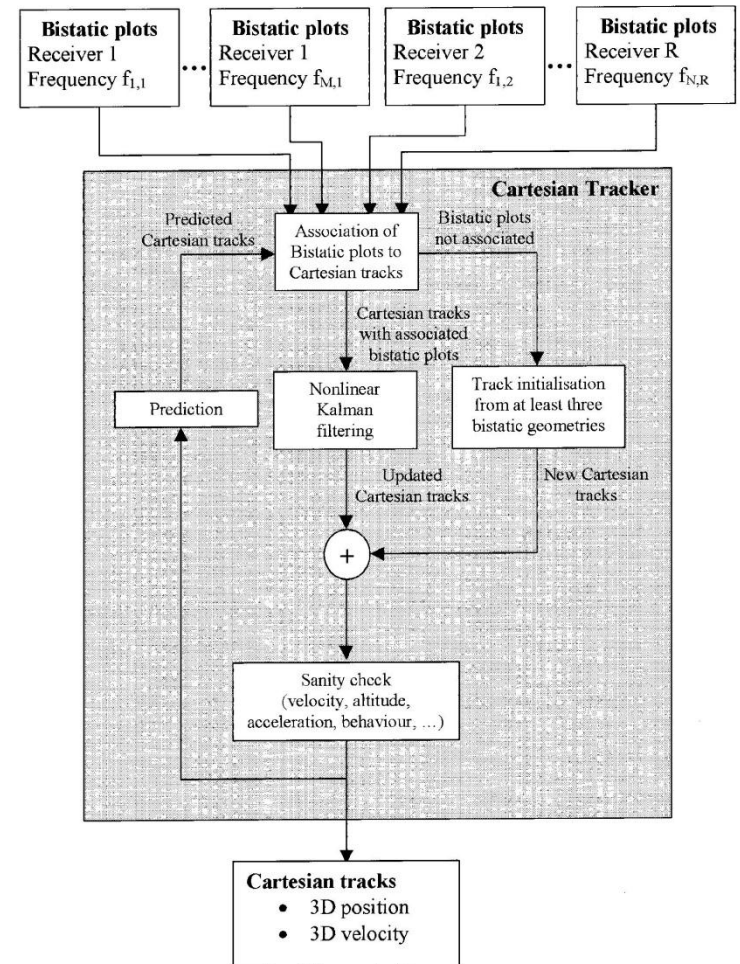 Bistatic plots
Receiver 1
Frequency f1,1
...
Bistatic plots
Receiver 1
Frequency fM,1
Bistatic plots
Receiver 2
Frequency f1,2
...
Bistatic plots
Receiver R
Frequency fN,R
Cartesian Tracker
Predicted
Cartesian tracks
Association of
Bistatic plots to
Cartesian tracks
Bistatic plots
not associated
Cartesian tracks
with associated
bistatic plots
Prediction
Nonlinear
Kalman
filtering
Track initialisation
from at least three
bistatic geometries
Updated
Cartesian tracks
New Cartesian
tracks
+
Sanity check
(velocity, altitude,
acceleration, behaviour, ...)
Cartesian tracks
• 3D position
• 3D velocity